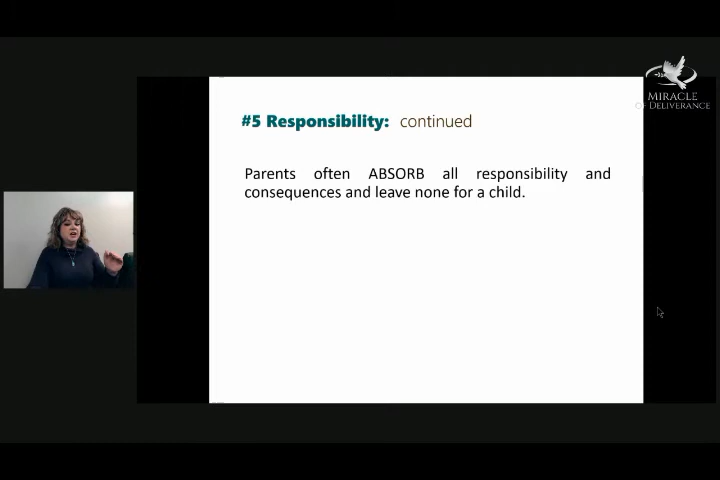 MIRACLE
OF DELIVERANCE
#5 Responsibility: continued
Parents often ABSORB all responsibility and
consequences and leave none for a child.